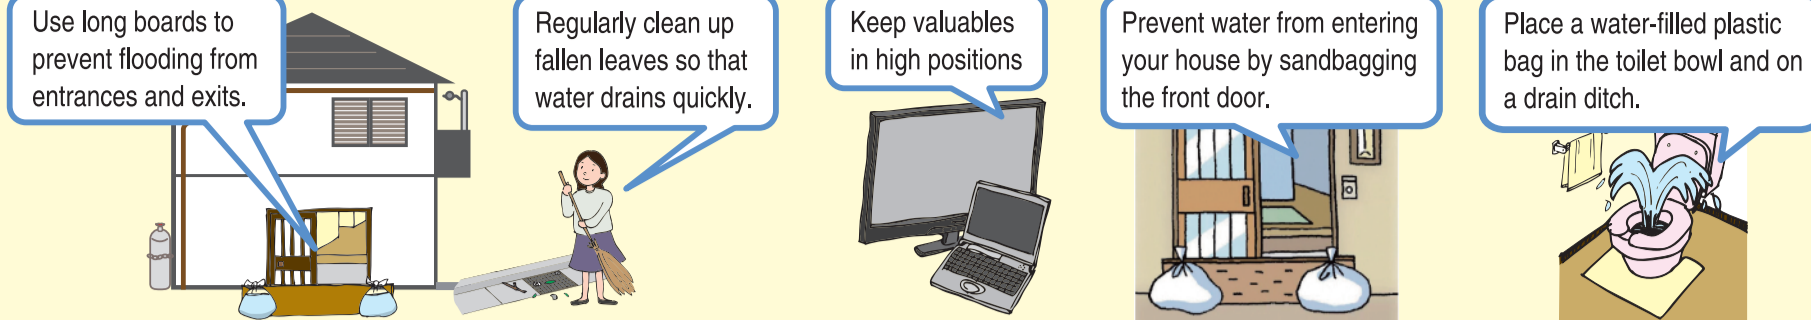 Use long boards to
prevent flooding from
entrances and exits.
Regularly clean up
fallen leaves so that
water drains quickly.
Keep valuables
in high positions
Prevent water from entering
your house by sandbagging
the front door.
Place a water-filled plastic
bag in the toilet bowl and on
a drain ditch.